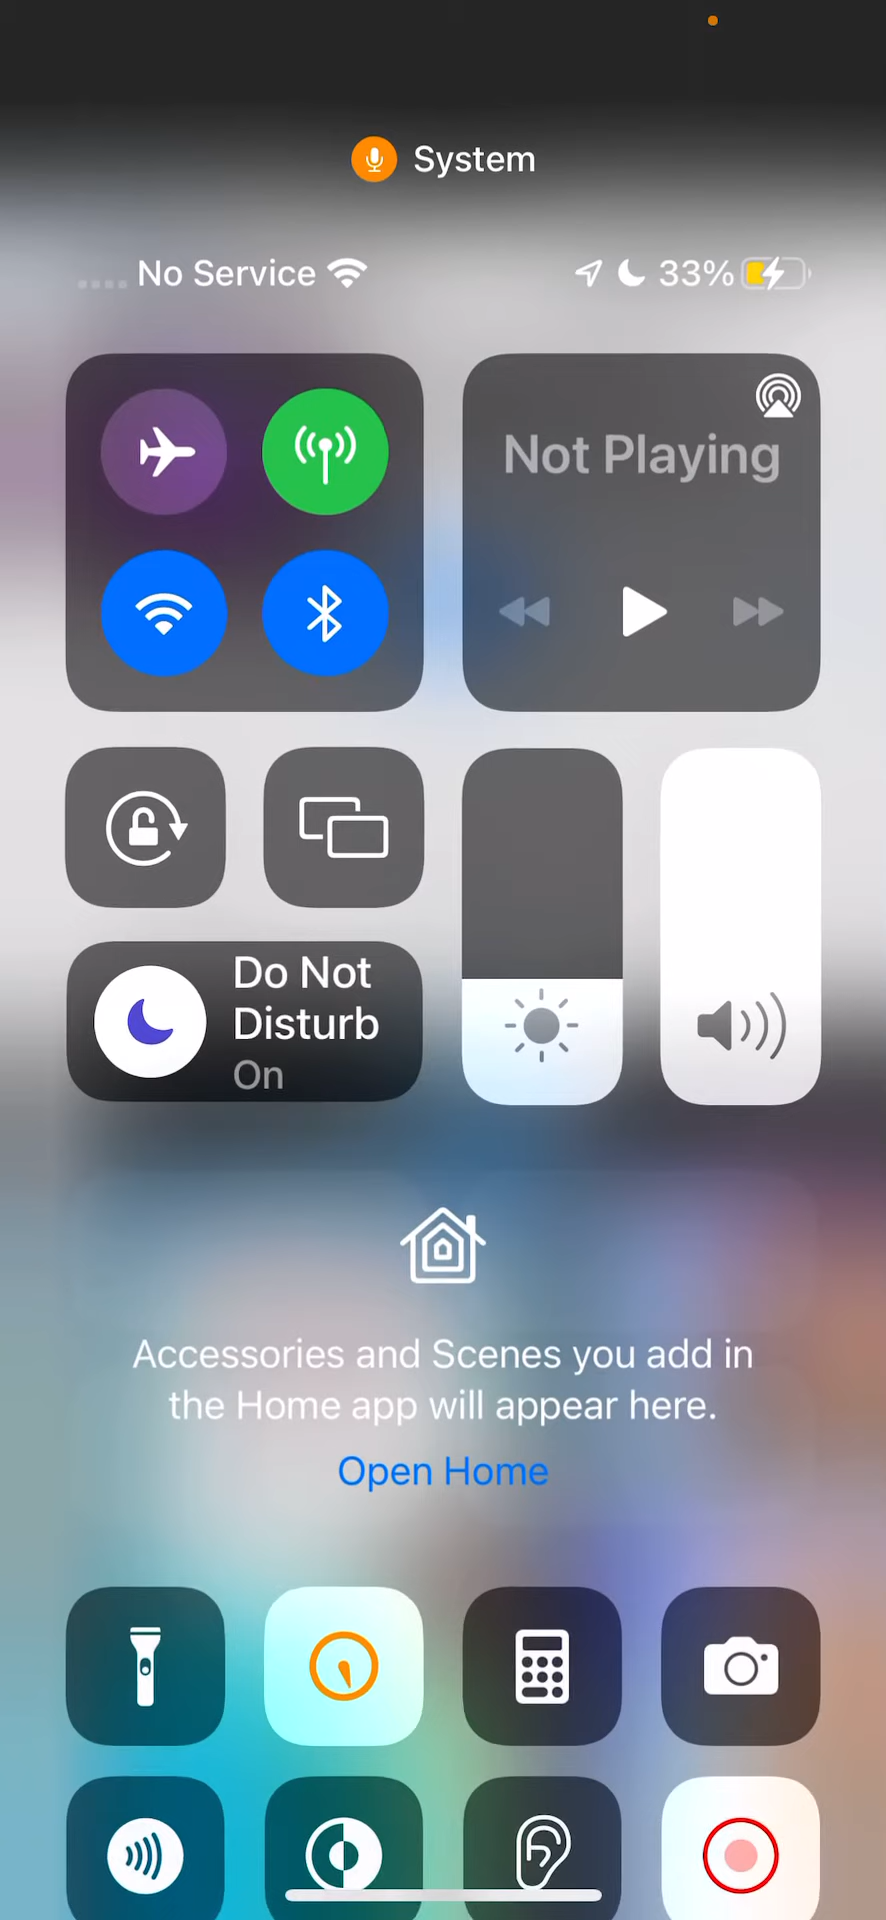 System
No Service
33%
Not Playing
Do Not
Disturb
On
Accessories and Scenes you add in
the Home app will appear here.
Open Home